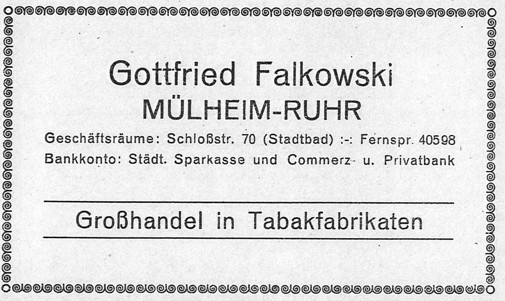 Gottfried Falkowski
MÜLHEIM-RUHR
Geschäftsräume: Schloßstr. 70 (Stadtbad) :-: Fernspr. 40598
Bankkonto: Städt. Sparkasse und Commerz- u. Privatbank
Großhandel in Tabakfabrikaten